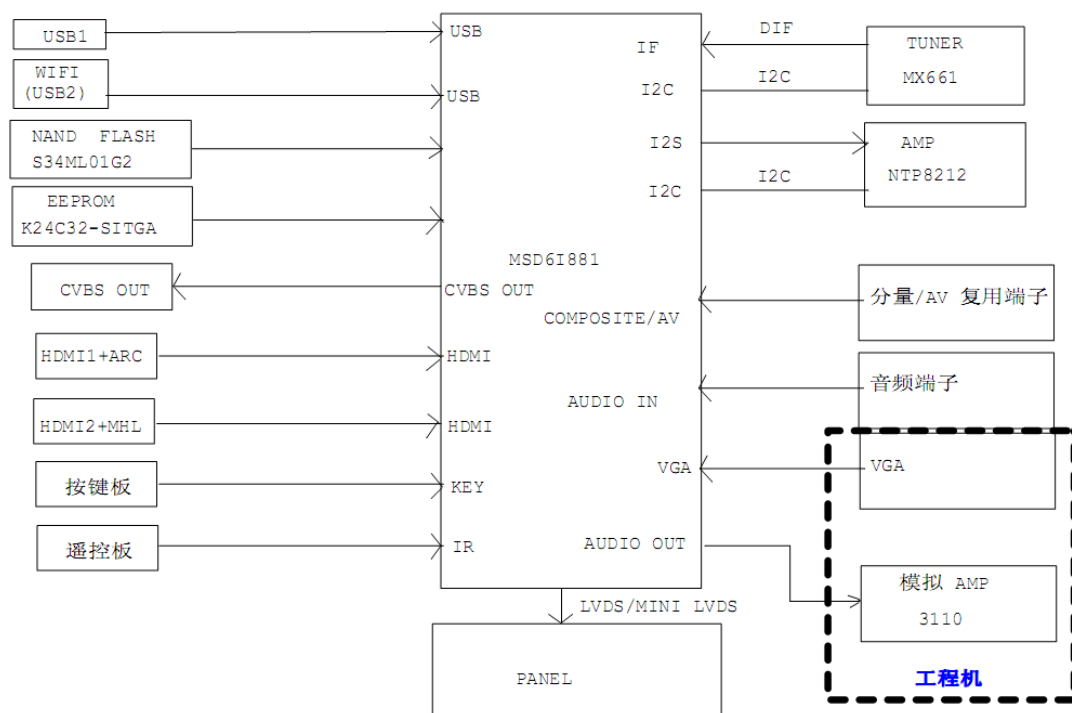 USB1
WIFI
(USB2)
NAND FLASH
S34ML01G2
EEPROM
K24C32-SITGA
CVBS OUT
HDMI1+ARC
HDMI2+MHL
按键板
遥控板
USB
USB
MSD6I881
CVBS OUT
HDMI
HDMI
KEY
IR
IF
I2C
I2S
I2C
COMPOSITE/AV
AUDIO IN
VGA
AUDIO OUT
LVDS/MINI LVDS
PANEL
DIF
I2C
I2C
TUNER
MX661
AMP
NTP8212
分量/AV 复用端子
音频端子
VGA
模拟 AMP
3110
工程机